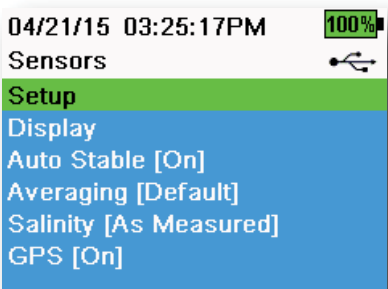 04/21/15 03:25:17PM 100%
Sensors
Setup
Display
Auto Stable [On]
Averaging [Default]
Salinity [As Measured]
GPS [On]